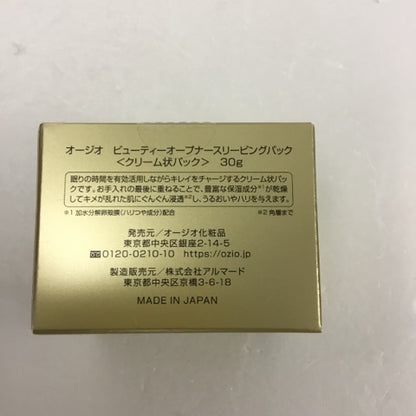 オージオ ビューティーオープナースリーピングパック
<クリーム状パック> 30g
眠りの時間を有効活用しながらキレイをチャージするクリーム状パッ
クです。お手入れの最後に重ねることで、豊富な保湿成分※1が乾燥
してキメが乱れた肌にぐんぐん浸透※2し、うるおいやハリを与えます。
※1 加水分解卵殻膜(ハリつや成分)配合 ※2 角層まで
発売元/オージオ化粧品
東京都中央区銀座2-14-5
0120-0210-10 https://ozio.jp
製造販売元/株式会社アルマード
東京都中央区京橋3-6-18
MADE IN JAPAN